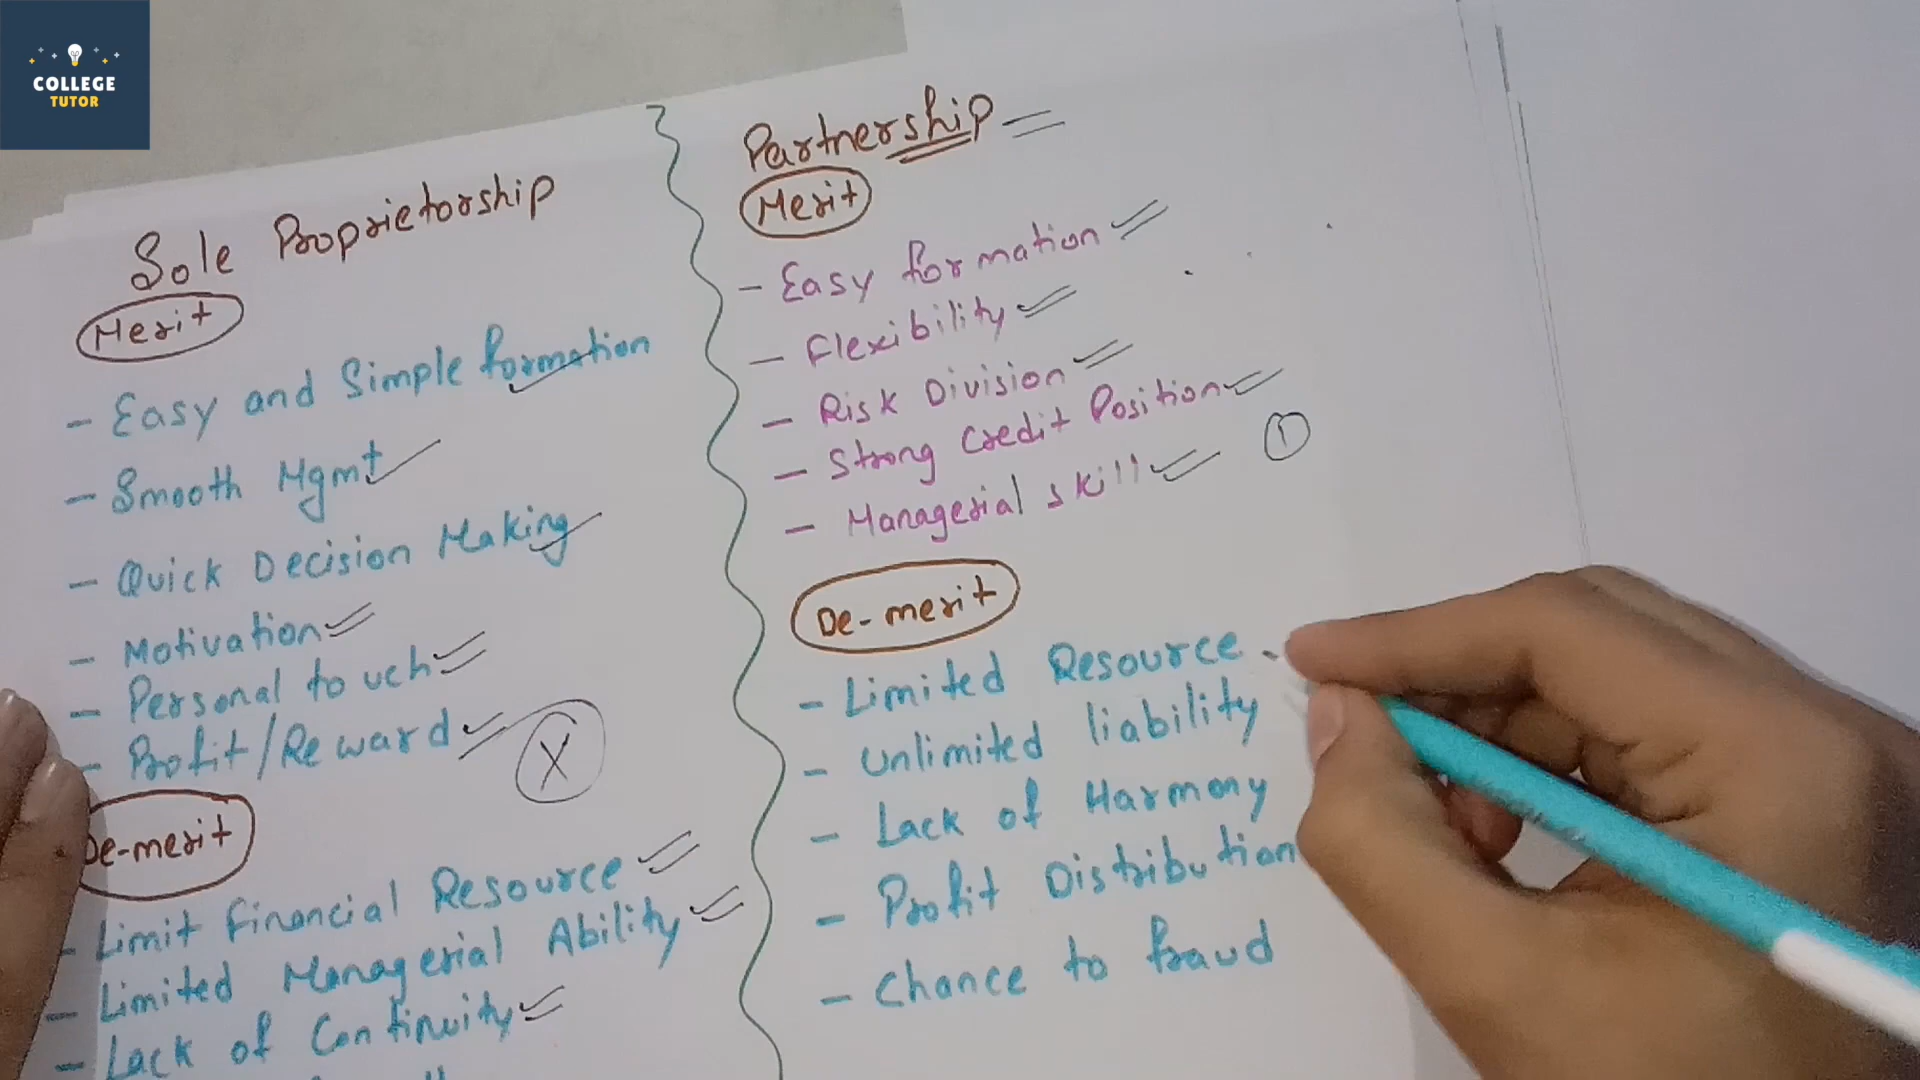 COLLEGE
TUTOR
Sole Proprietorship
Merit
- Easy and Simple formation
- Smooth Mgmt
- Quick Decision Making
- Motivation
- Personal touch
- Profit/Reward
X
De-merit
- Limit Financial Resource
- Limited Managerial Ability
- Lack of Continuity
Partnership
Merit
- Easy formation
- Flexibility
- Risk Division
- Strong Credit Position
- Managerial skill
1
De-merit
- Limited Resource
- Unlimited liability
- Lack of Harmony
- Profit Distribution
- Chance to fraud